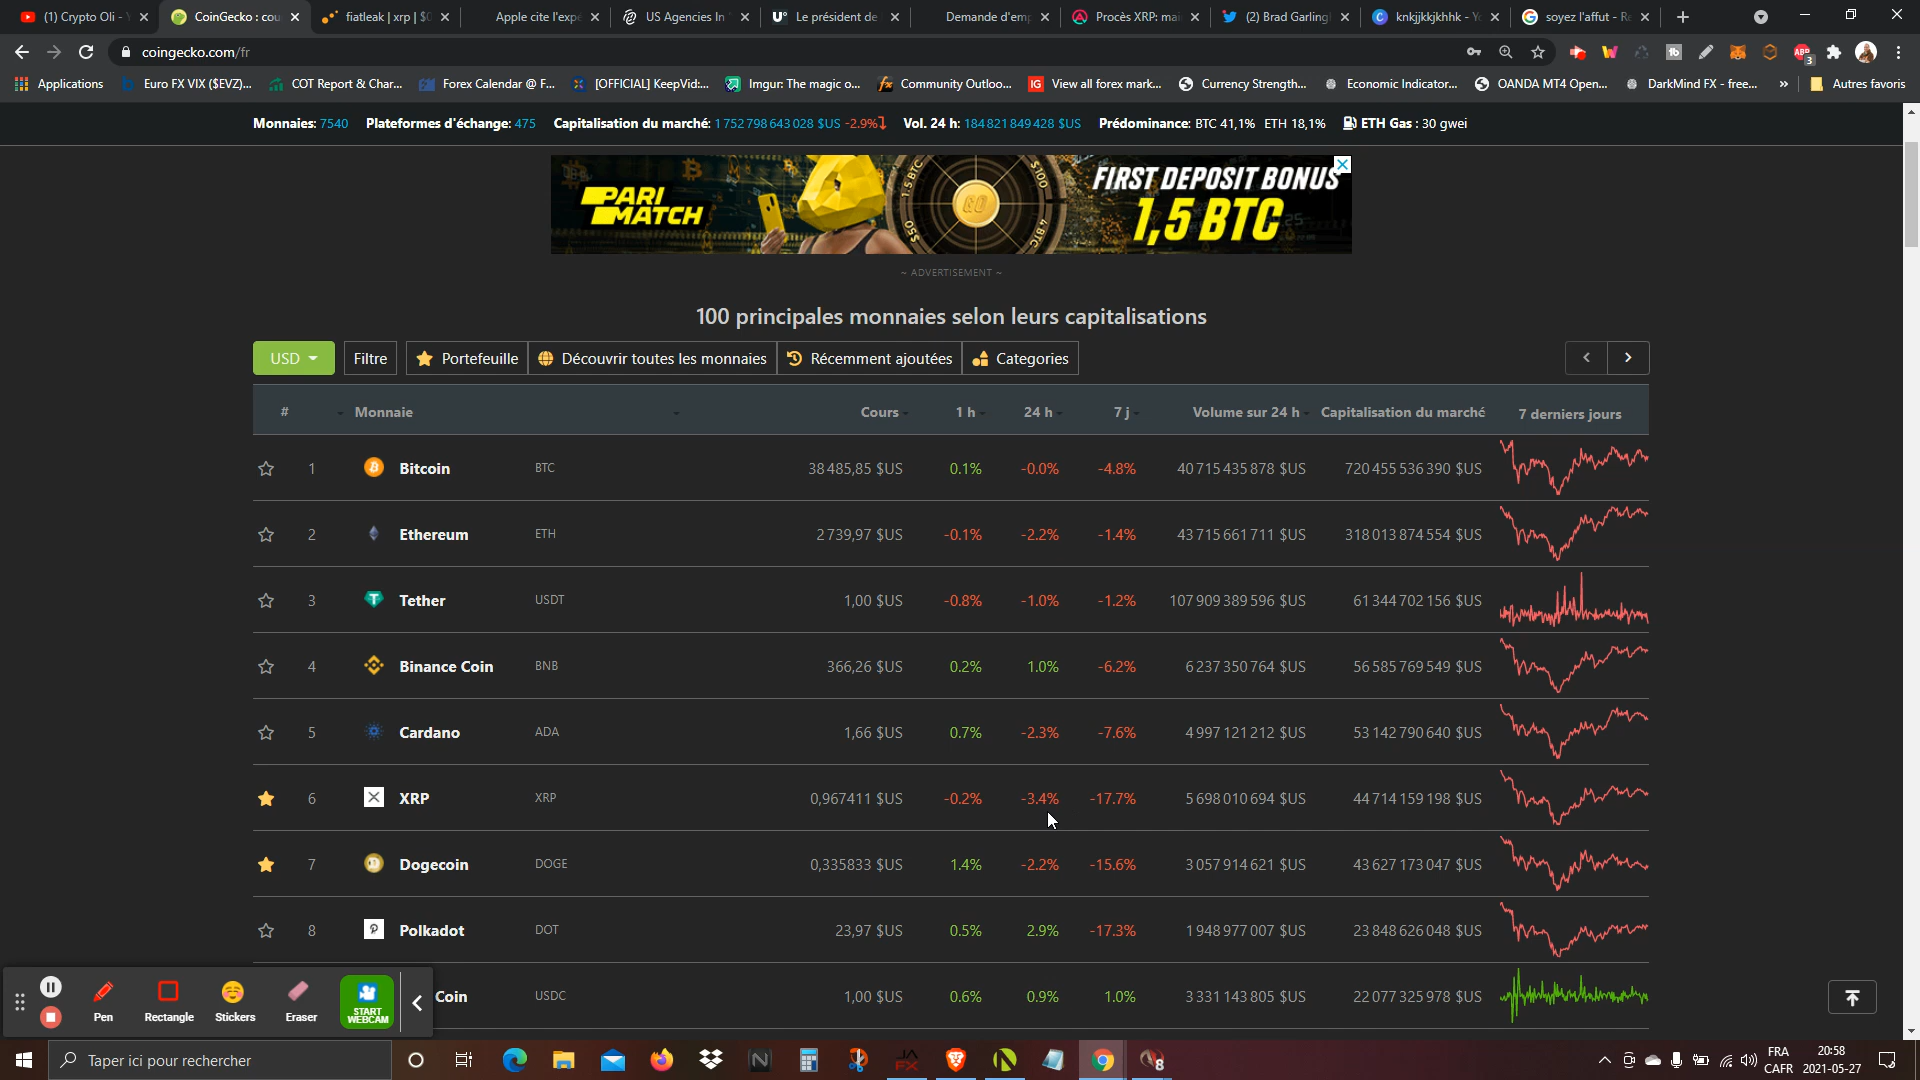 (1) Crypto Oli - Y
CoinGecko : cou
fiatleak | xrp | $0
Apple cite l'expé
US Agencies In
Le président de
Demande d'em
Procès XRP: mai
(2) Brad Garling
knkjjkkjkhhk - Yo
soyez l'affut - Re
coingecko.com/fr
3
Applications
Euro FX VIX ($EVZ)...
COT Report & Char...
Forex Calendar @ F...
[OFFICIAL] KeepVid:...
Imgur: The magic o...
Community Outloo...
View all forex mark...
Currency Strength...
Economic Indicator...
OANDA MT4 Open...
DarkMind FX - free...
»
Autres favoris
Monnaies: 7540 Plateformes d'échange: 475 Capitalisation du marché: 1 752 798 643 028 $US -2.9% Vol. 24 h: 184 821 849 428 $US Prédominance: BTC 41,1% ETH 18,1% ETH Gas : 30 gwei
PARI MATCH
FIRST DEPOSIT BONUS
1,5 BTC
~ ADVERTISEMENT ~
100 principales monnaies selon leurs capitalisations
USD Filtre Portefeuille Découvrir toutes les monnaies Récemment ajoutées Categories
# Monnaie Cours 1 h 24 h 7 j Volume sur 24 h Capitalisation du marché 7 derniers jours
1 Bitcoin BTC 38 485,85 $US 0.1% -0.0% -4.8% 40 715 435 878 $US 720 455 536 390 $US
2 Ethereum ETH 2 739,97 $US -0.1% -2.2% -1.4% 43 715 661 711 $US 318 013 874 554 $US
3 Tether USDT 1,00 $US -0.8% -1.0% -1.2% 107 909 389 596 $US 61 344 702 156 $US
4 Binance Coin BNB 366,26 $US 0.2% 1.0% -6.2% 6 237 350 764 $US 56 585 769 549 $US
5 Cardano ADA 1,66 $US 0.7% -2.3% -7.6% 4 997 121 212 $US 53 142 790 640 $US
6 XRP XRP 0,967411 $US -0.2% -3.4% -17.7% 5 698 010 694 $US 44 714 159 198 $US
7 Dogecoin DOGE 0,335833 $US 1.4% -2.2% -15.6% 3 057 914 621 $US 43 627 173 047 $US
8 Polkadot DOT 23,97 $US 0.5% 2.9% -17.3% 1 948 977 007 $US 23 848 626 048 $US
Coin USDC 1,00 $US 0.6% 0.9% 1.0% 3 331 143 805 $US 22 077 325 978 $US
Pen Rectangle Stickers Eraser START WEBCAM
Taper ici pour rechercher
FRA
CAFR
20:58
2021-05-27